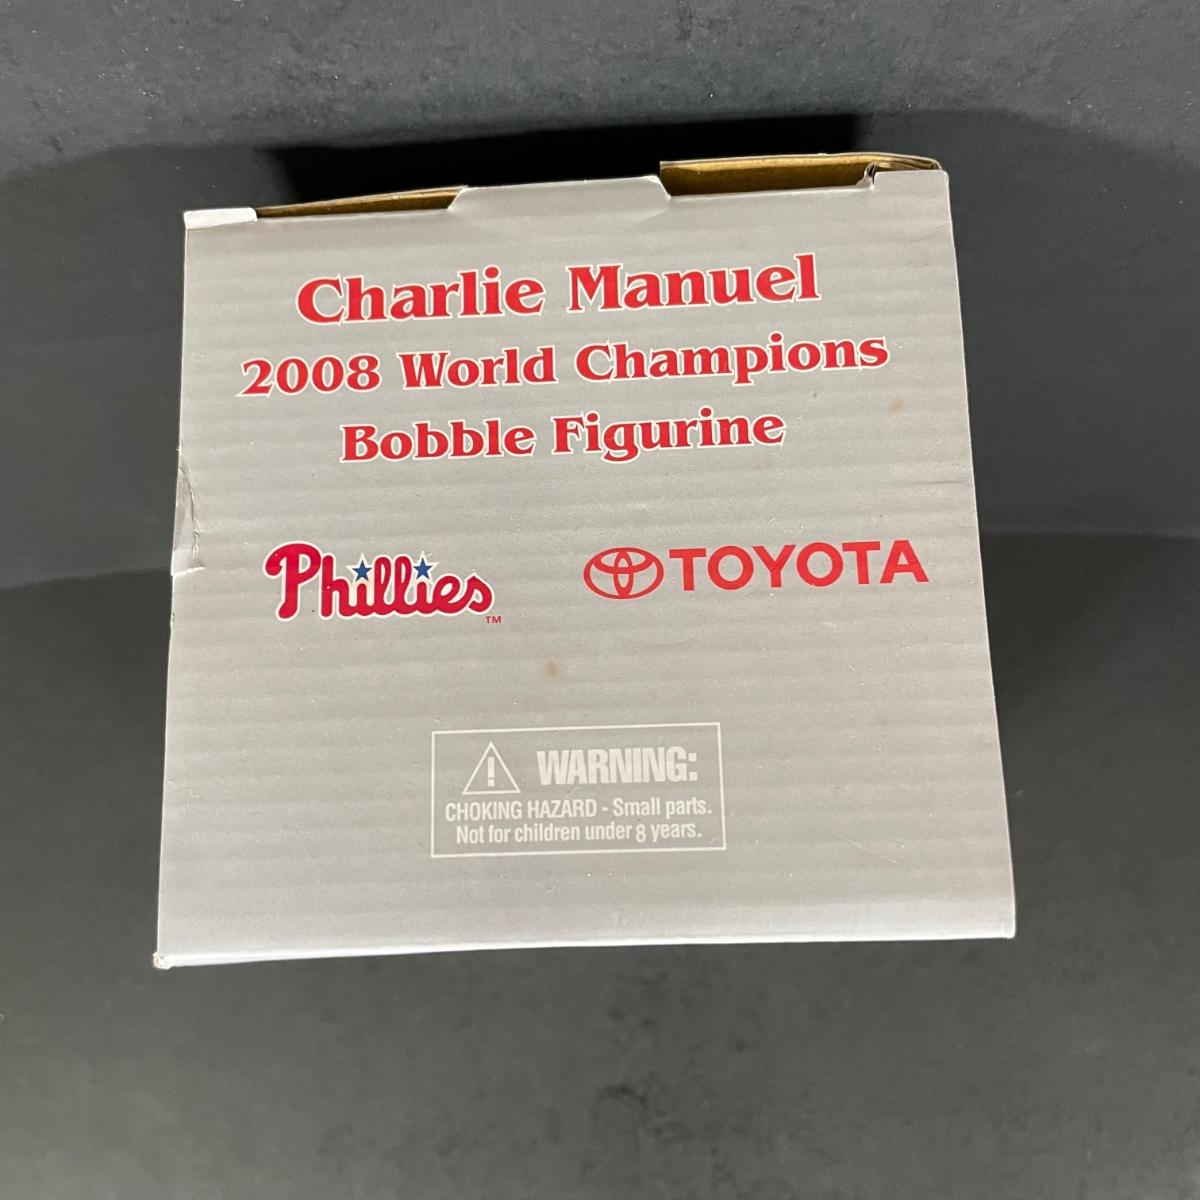 Charlie Manuel
2008 World Champions
Bobble Figurine
Phillies TM
TOYOTA
! WARNING:
CHOKING HAZARD - Small parts.
Not for children under 8 years.